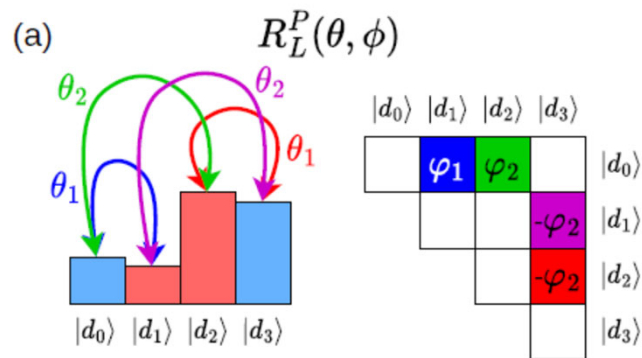 (a) R_L^P(θ, ϕ)
θ₂ θ₂
θ₁ θ₁
|d₀⟩ |d₁⟩ |d₂⟩ |d₃⟩
|d₀⟩ |d₁⟩ |d₂⟩ |d₃⟩
φ₁ φ₂ |d₀⟩
-φ₂ |d₁⟩
-φ₂ |d₂⟩
|d₃⟩